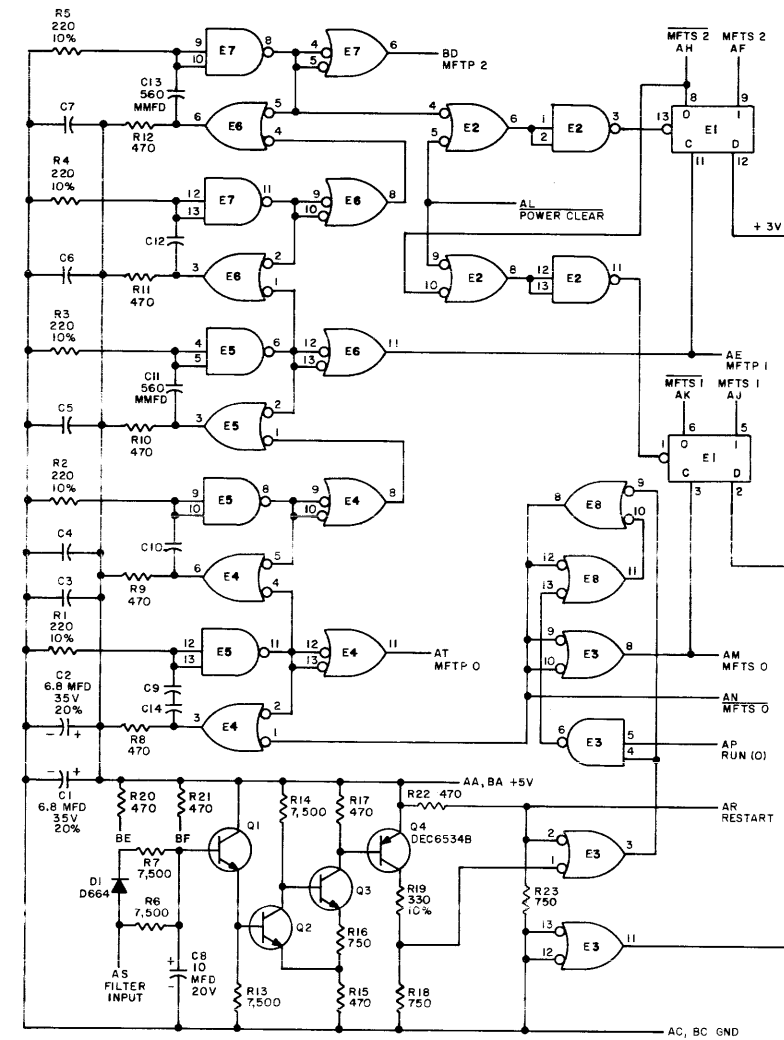 R5
220
10%
9
10
E7
8
4
5
E7
6
BD
MFTP 2
MFTS 2
AH
MFTS 2
AF
C13
560
MMFD
C7
6
E6
5
4
R12
470
4
5
E2
6
1
2
E2
3
13
8
9
0
1
E1
C
D
11
12
R4
220
10%
12
13
E7
11
9
10
E6
8
AL
POWER CLEAR
+ 3V
C12
C6
3
E6
2
1
R11
470
9
10
E2
8
12
13
E2
11
R3
220
10%
4
5
E5
6
12
13
E6
11
AE
MFTP 1
C11
560
MMFD
MFTS 1
AK
MFTS 1
AJ
C5
3
E5
2
1
R10
470
6
5
1
0
1
E1
C
D
3
2
R2
220
10%
9
10
E5
8
9
10
E4
8
8
E8
9
10
C4
C10
C3
6
E4
5
4
R9
470
12
13
E8
11
R1
220
10%
12
13
E5
11
12
13
E4
11
AT
MFTP 0
9
10
E3
8
AM
MFTS 0
C2
6.8 MFD
35V
20%
- +
C9
C14
AN
MFTS 0
3
E4
2
1
R8
470
6
E3
5
4
AP
RUN (0)
- +
C1
6.8 MFD
35V
20%
AA, BA +5V
R20
470
R21
470
BE
BF
Q1
R14
7,500
R17
470
Q4
DEC6534B
R22 470
AR
RESTART
R7
7,500
D1
D664
R6
7,500
Q3
R19
330
10%
2
1
E3
3
Q2
R16
750
R23
750
AS
FILTER
INPUT
+
-
C8
10
MFD
20V
R13
7,500
R15
470
R18
750
13
12
E3
11
AC, BC GND